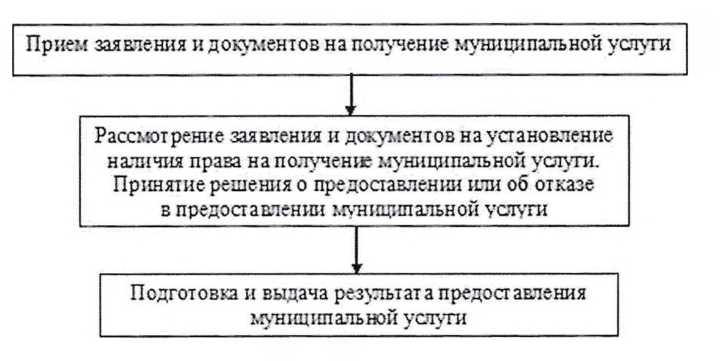 Прием заявления и документов на получение муниципальной услуги
Рассмотрение заявления и документов на установление
наличия права на получение муниципальной услуги.
Принятие решения о предоставлении или об отказе
в предоставлении муниципальной услуги
Подготовка и выдача результата предоставления
муниципальной услуги